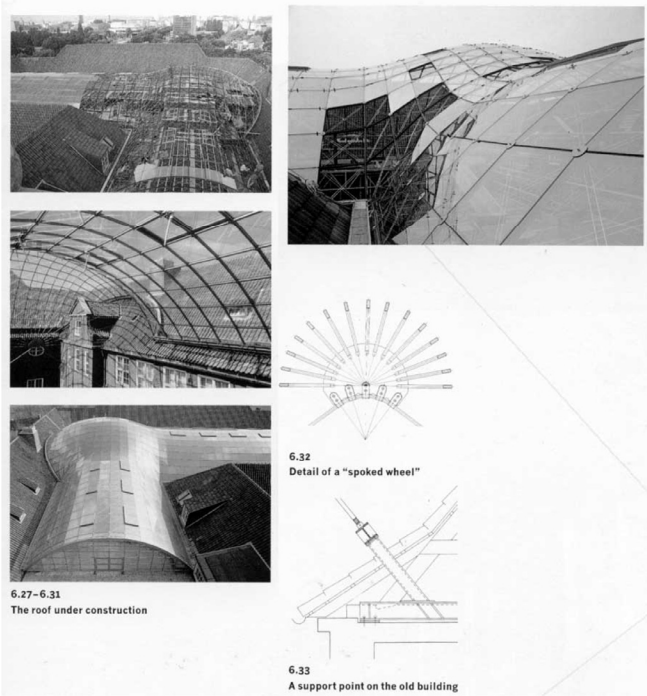 6.27–6.31
The roof under construction
6.32
Detail of a “spoked wheel”
6.33
A support point on the old building